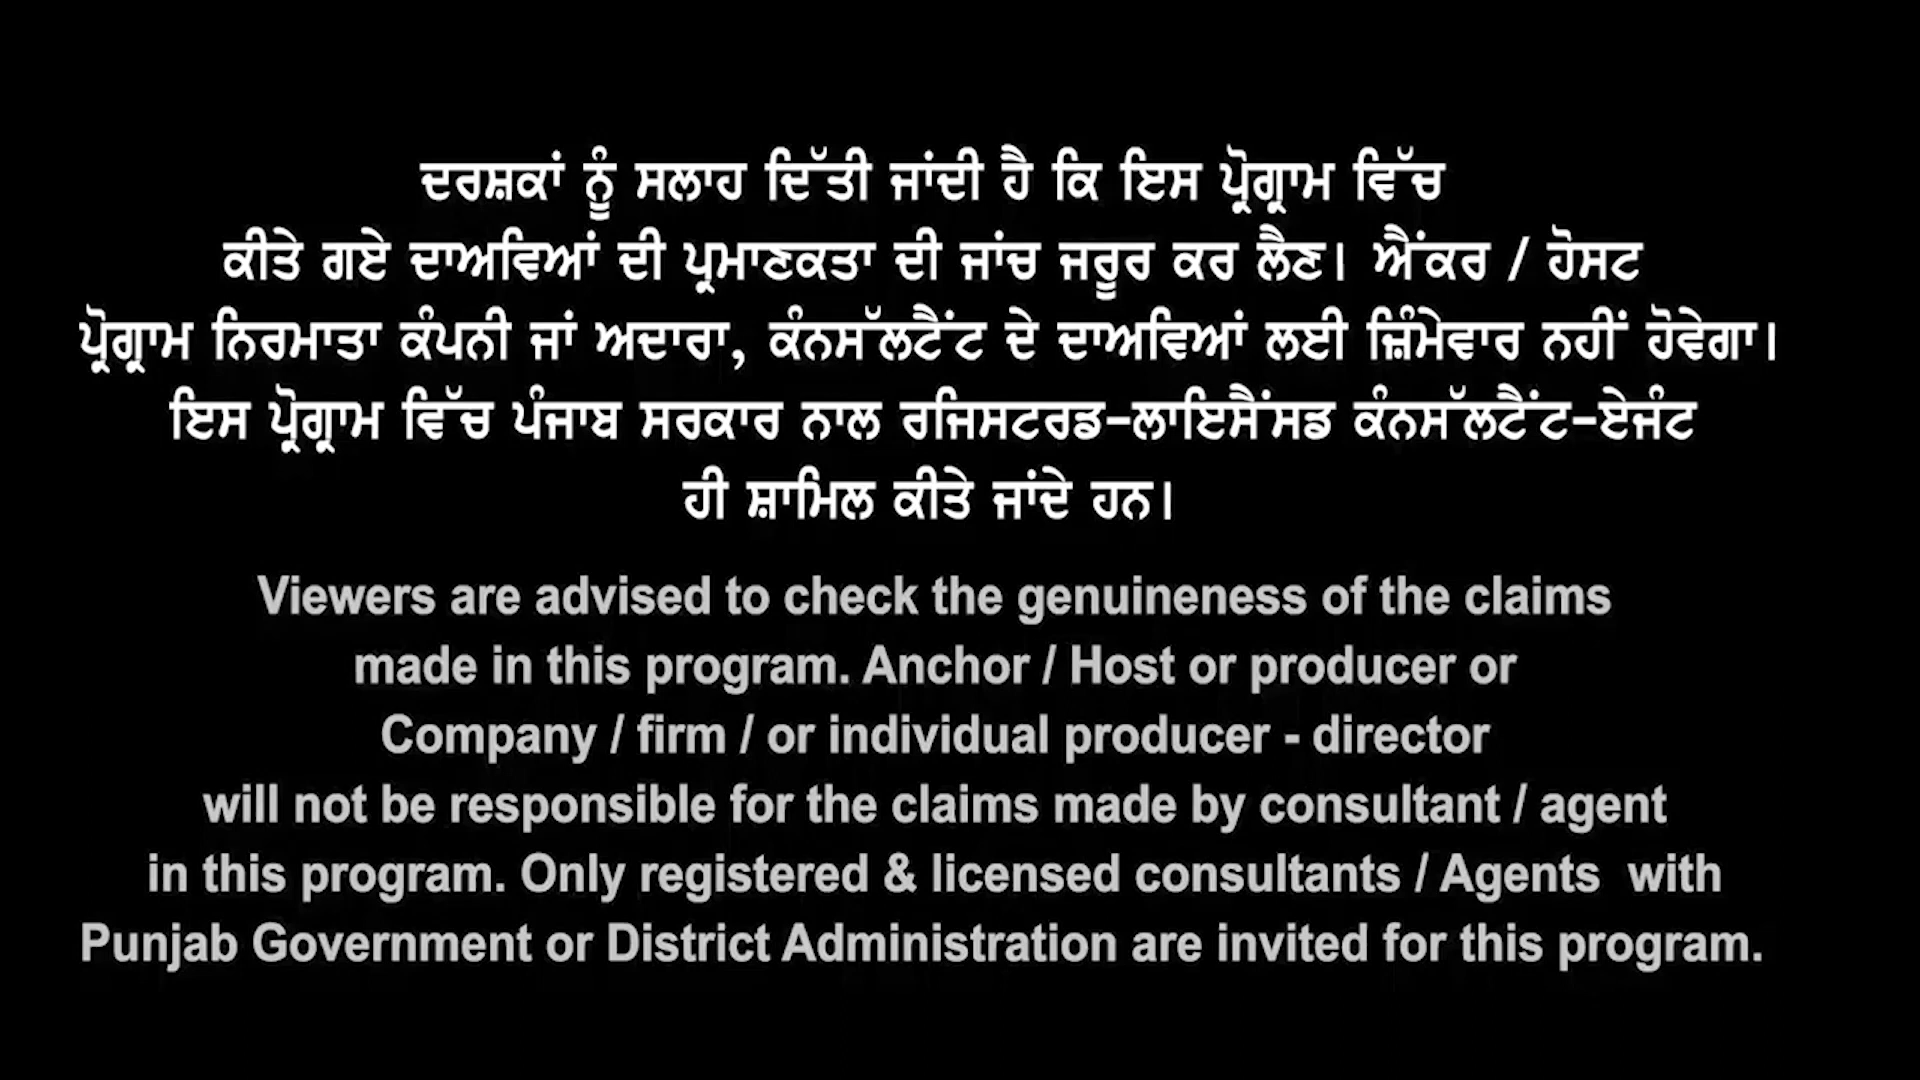 ਦਰਸ਼ਕਾਂ ਨੂੰ ਸਲਾਹ ਦਿੱਤੀ ਜਾਂਦੀ ਹੈ ਕਿ ਇਸ ਪ੍ਰੋਗ੍ਰਾਮ ਵਿੱਚ
ਕੀਤੇ ਗਏ ਦਾਅਵਿਆਂ ਦੀ ਪ੍ਰਮਾਣਕਤਾ ਦੀ ਜਾਂਚ ਜਰੂਰ ਕਰ ਲੈਣ। ਐਂਕਰ / ਹੋਸਟ
ਪ੍ਰੋਗ੍ਰਾਮ ਨਿਰਮਾਤਾ ਕੰਪਨੀ ਜਾਂ ਅਦਾਰਾ, ਕੰਨਸੱਲਟੈਂਟ ਦੇ ਦਾਅਵਿਆਂ ਲਈ ਜ਼ਿੰਮੇਵਾਰ ਨਹੀਂ ਹੋਵੇਗਾ।
ਇਸ ਪ੍ਰੋਗ੍ਰਾਮ ਵਿੱਚ ਪੰਜਾਬ ਸਰਕਾਰ ਨਾਲ ਰਜਿਸਟਰਡ-ਲਾਇਸੈਂਸਡ ਕੰਨਸੱਲਟੈਂਟ-ਏਜੰਟ
ਹੀ ਸ਼ਾਮਿਲ ਕੀਤੇ ਜਾਂਦੇ ਹਨ।
Viewers are advised to check the genuineness of the claims
made in this program. Anchor / Host or producer or
Company / firm / or individual producer - director
will not be responsible for the claims made by consultant / agent
in this program. Only registered & licensed consultants / Agents  with
Punjab Government or District Administration are invited for this program.